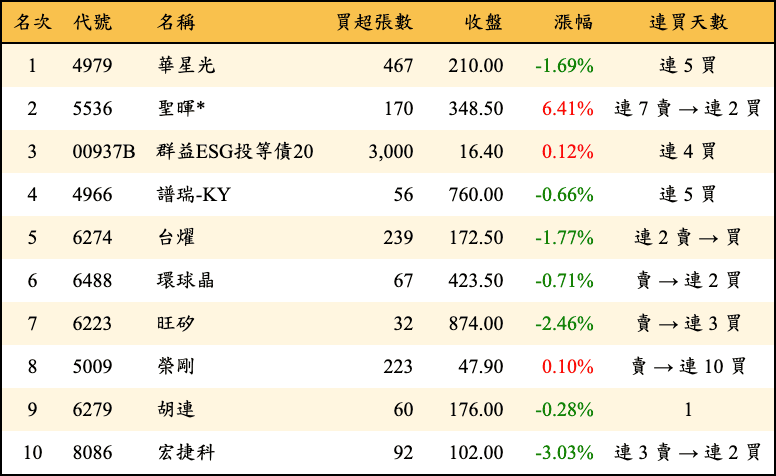 名次 代號 名稱 買超張數 收盤 漲幅 連買天數
1 4979 華星光 467 210.00 -1.69% 連 5 買
2 5536 聖暉* 170 348.50 6.41% 連 7 賣 → 連 2 買
3 00937B 群益ESG投等債20 3,000 16.40 0.12% 連 4 買
4 4966 譜瑞-KY 56 760.00 -0.66% 連 5 買
5 6274 台燿 239 172.50 -1.77% 連 2 賣 → 買
6 6488 環球晶 67 423.50 -0.71% 賣 → 連 2 買
7 6223 旺矽 32 874.00 -2.46% 賣 → 連 3 買
8 5009 榮剛 223 47.90 0.10% 賣 → 連 10 買
9 6279 胡連 60 176.00 -0.28% 1
10 8086 宏捷科 92 102.00 -3.03% 連 3 賣 → 連 2 買